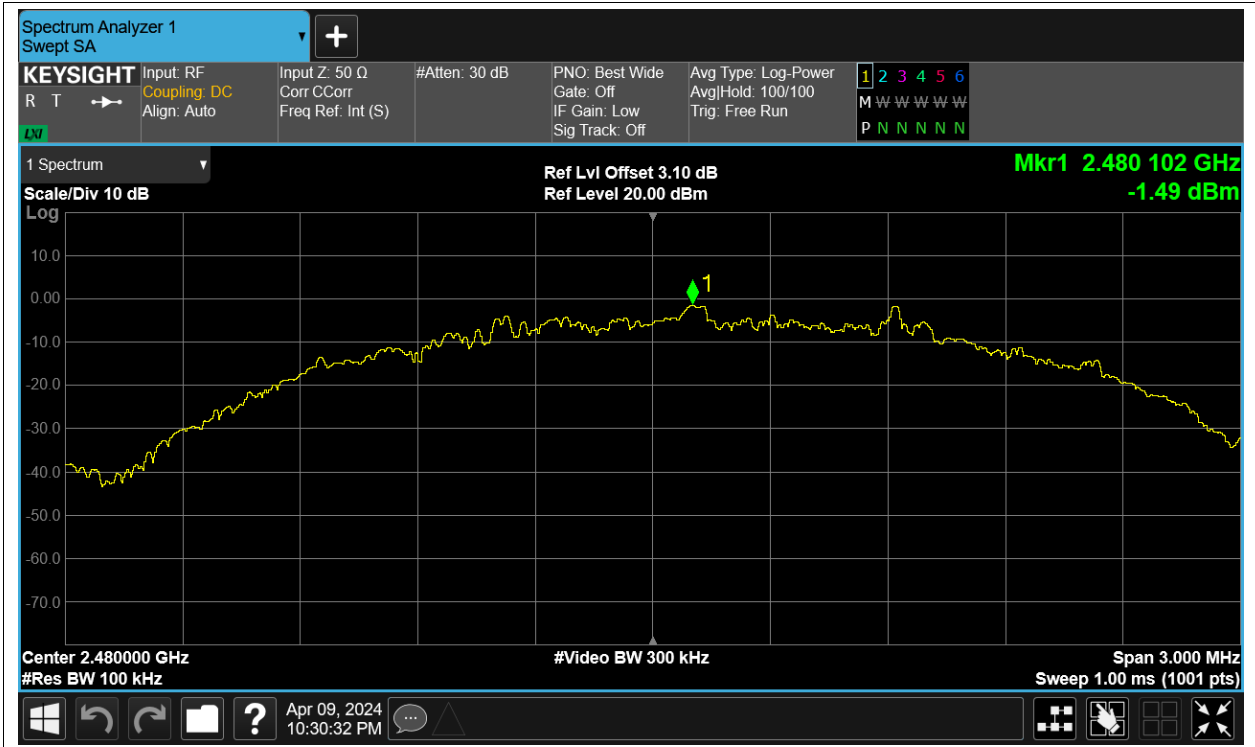 Spectrum Analyzer 1
Swept SA
KEYSIGHT
R T
LXI
Input: RF
Coupling: DC
Align: Auto
Input Z: 50 Ω
Corr CCorr
Freq Ref: Int (S)
#Atten: 30 dB
PNO: Best Wide
Gate: Off
IF Gain: Low
Sig Track: Off
Avg Type: Log-Power
Avg|Hold: 100/100
Trig: Free Run
1 2 3 4 5 6
M W W W W W
P N N N N N
1 Spectrum
Scale/Div 10 dB
Ref Lvl Offset 3.10 dB
Ref Level 20.00 dBm
Mkr1 2.480 102 GHz
-1.49 dBm
Log
10.0
0.00
-10.0
-20.0
-30.0
-40.0
-50.0
-60.0
-70.0
1
Center 2.480000 GHz
#Res BW 100 kHz
#Video BW 300 kHz
Span 3.000 MHz
Sweep 1.00 ms (1001 pts)
?
Apr 09, 2024
10:30:32 PM